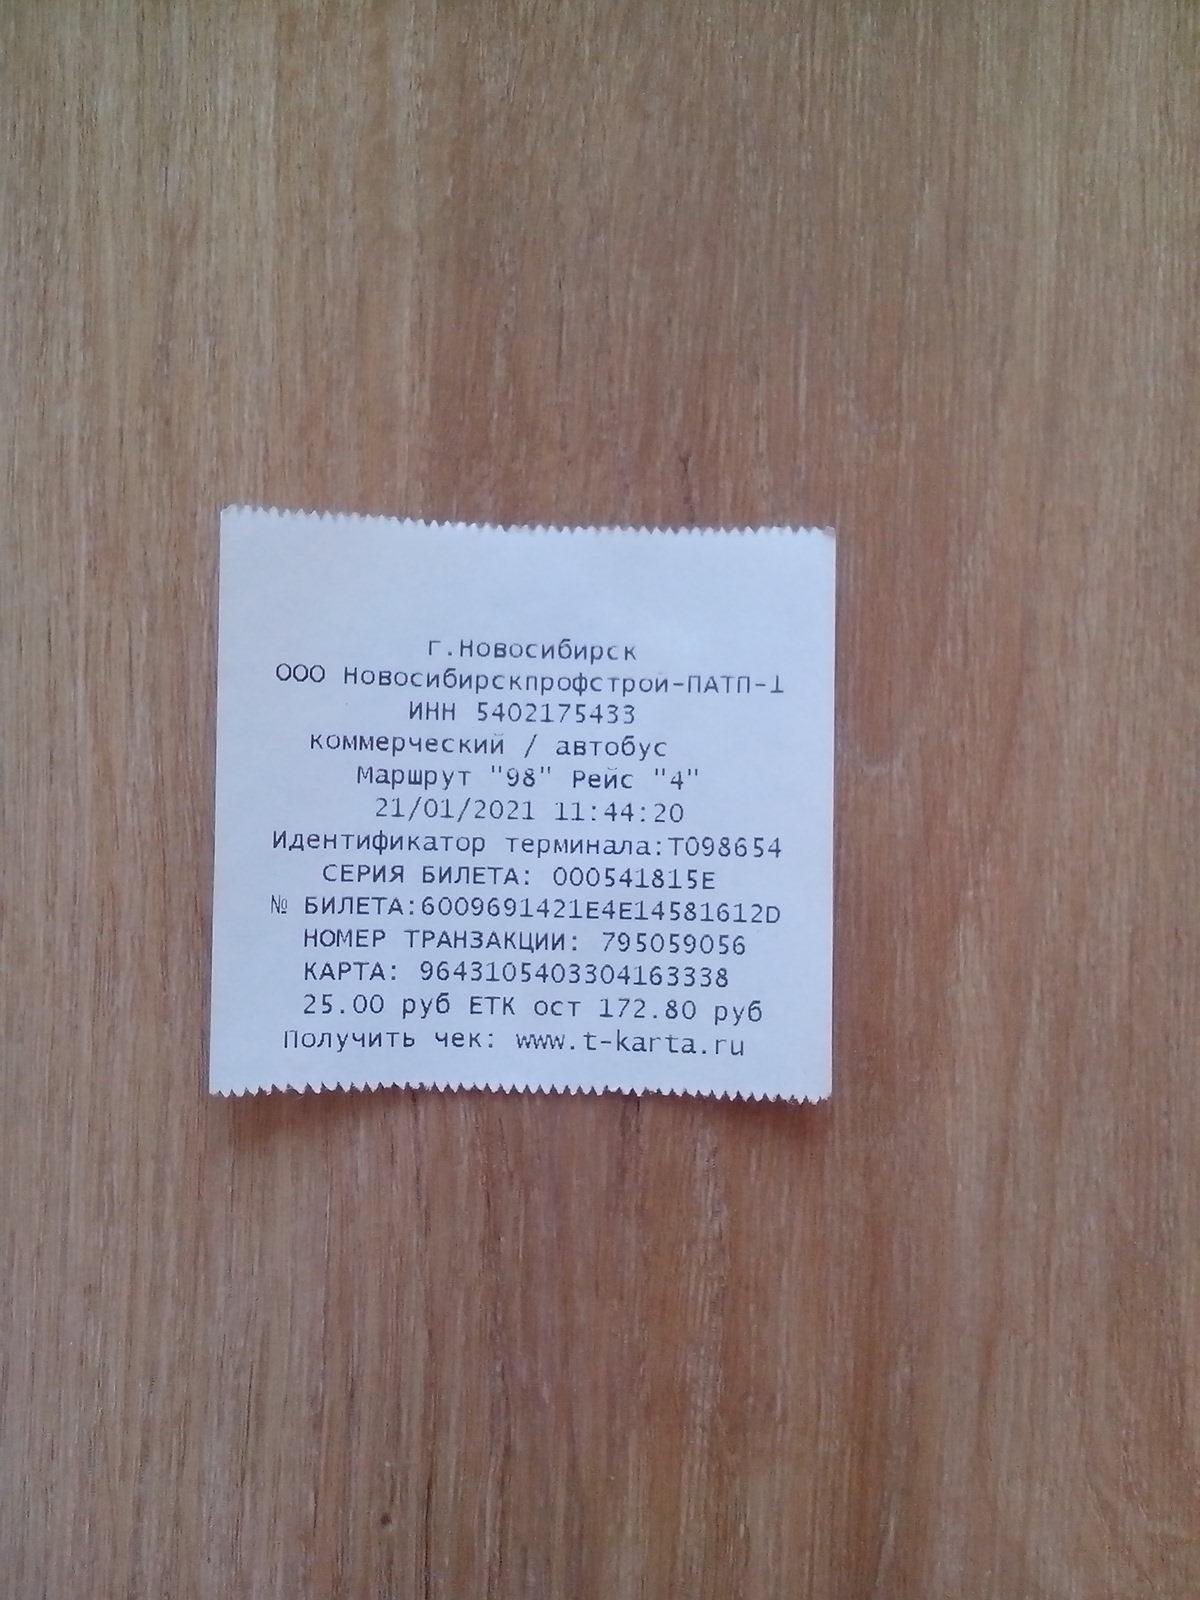 г.Новосибирск
ООО Новосибирскпрофстрой-ПАТП-1
ИНН 5402175433
коммерческий / автобус
Маршрут "98" Рейс "4"
21/01/2021 11:44:20
Идентификатор терминала:T098654
СЕРИЯ БИЛЕТА: 000541815E
№ БИЛЕТА:6009691421E4E14581612D
НОМЕР ТРАНЗАКЦИИ: 795059056
КАРТА: 9643105403304163338
25.00 руб ЕТК ост 172.80 руб
Получить чек: www.t-karta.ru